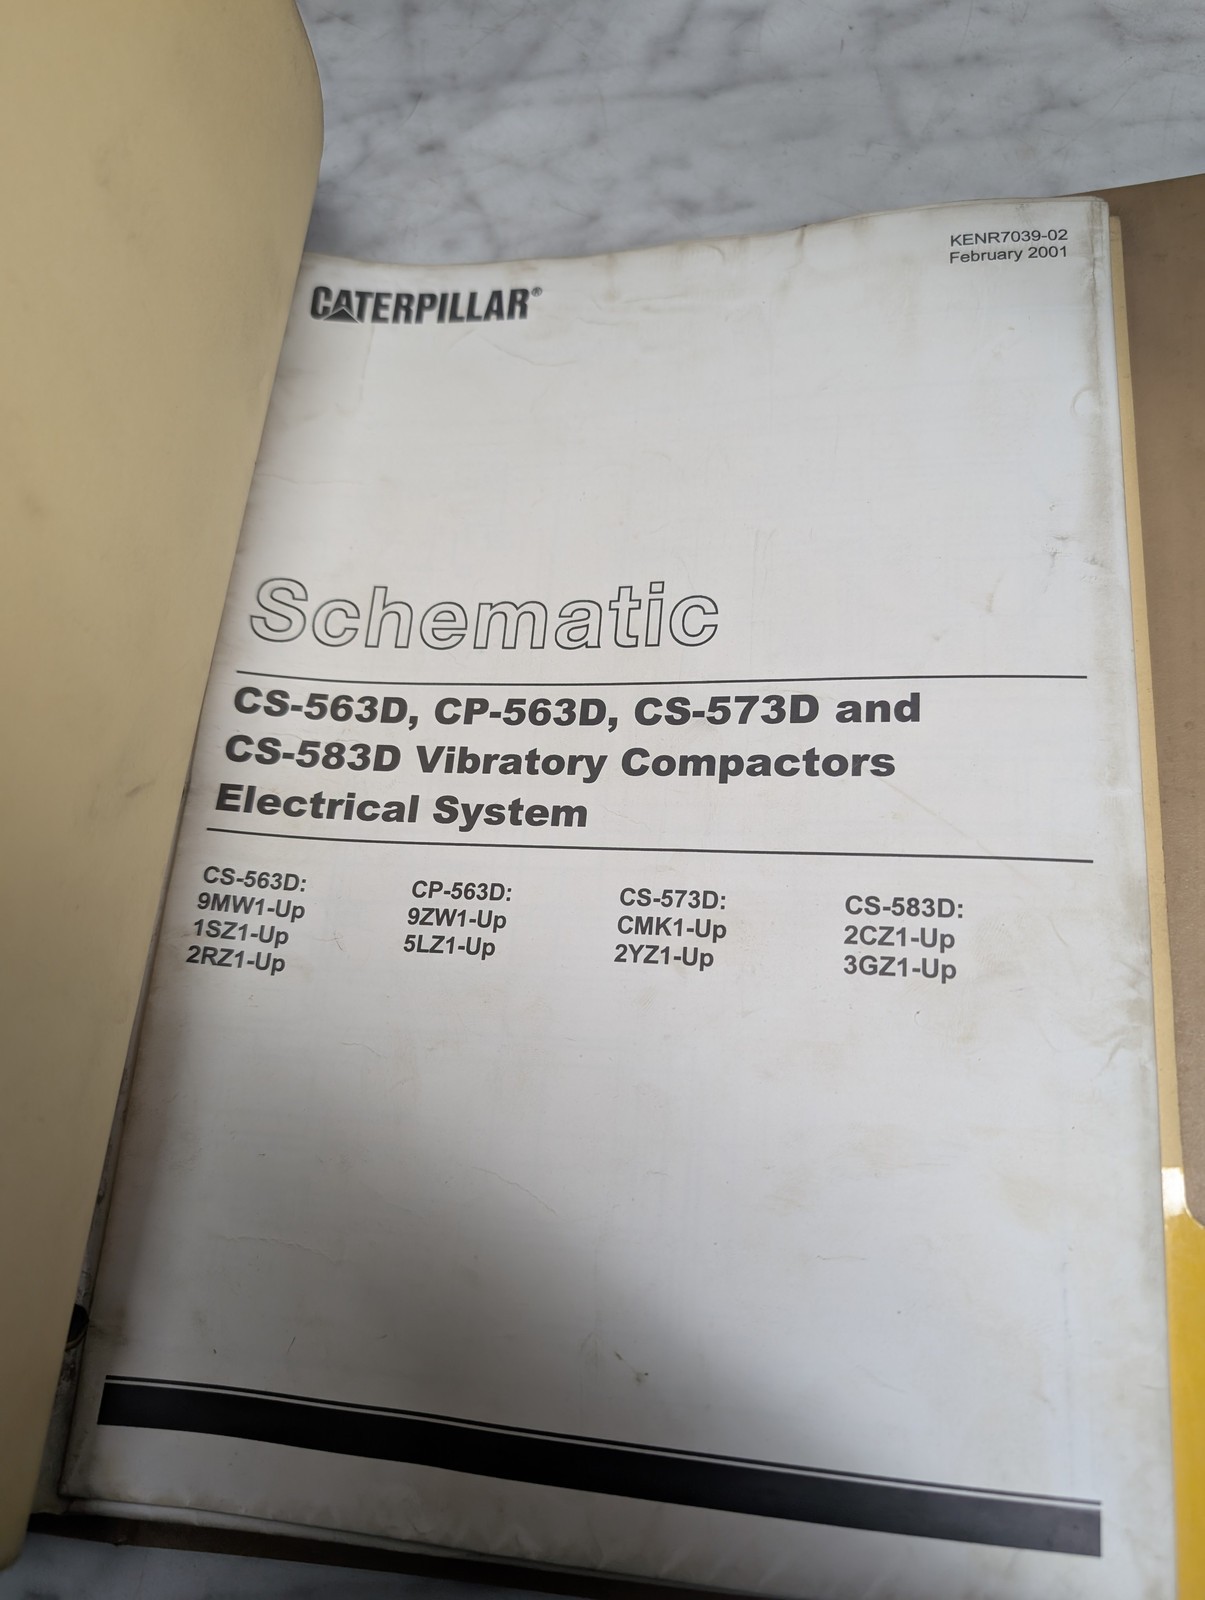 KENR7039-02
February 2001
CATERPILLAR®
Schematic
CS-563D, CP-563D, CS-573D and
CS-583D Vibratory Compactors
Electrical System
CS-563D:
9MW1-Up
1SZ1-Up
2RZ1-Up
CP-563D:
9ZW1-Up
5LZ1-Up
CS-573D:
CMK1-Up
2YZ1-Up
CS-583D:
2CZ1-Up
3GZ1-Up